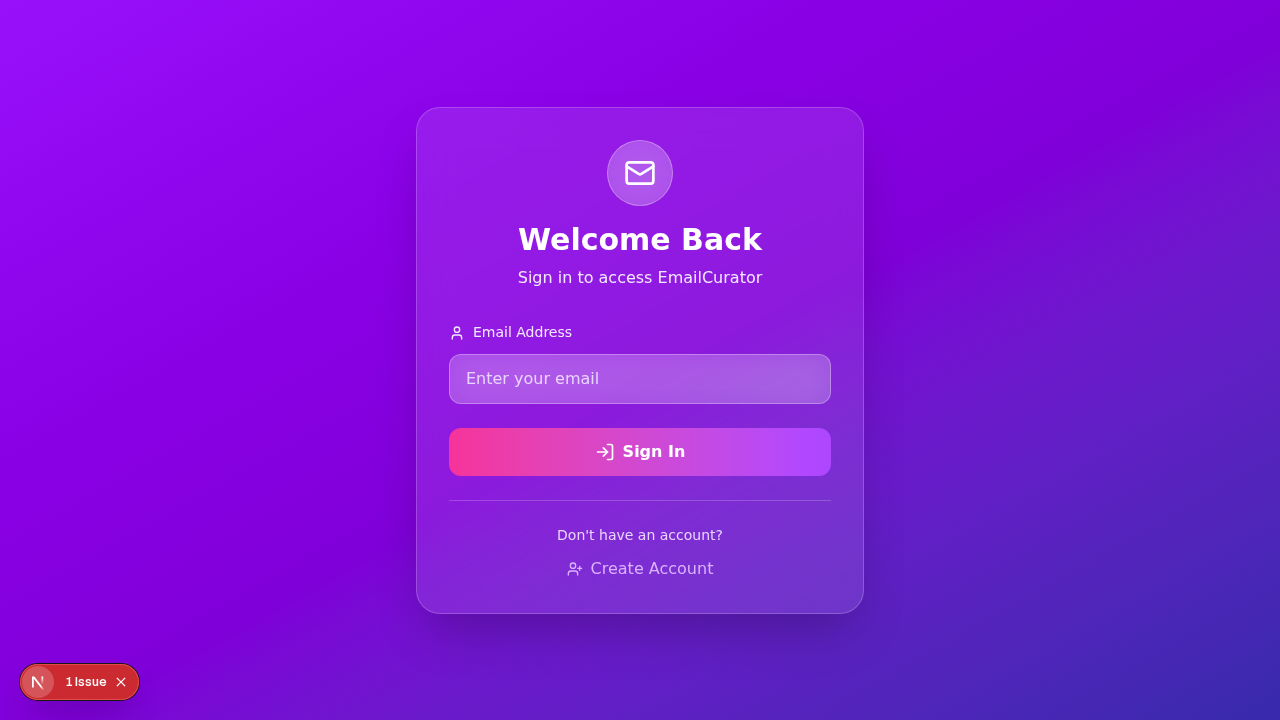 Welcome Back
Sign in to access EmailCurator
Email Address
Enter your email
Sign In
Don't have an account?
Create Account
N 1 Issue